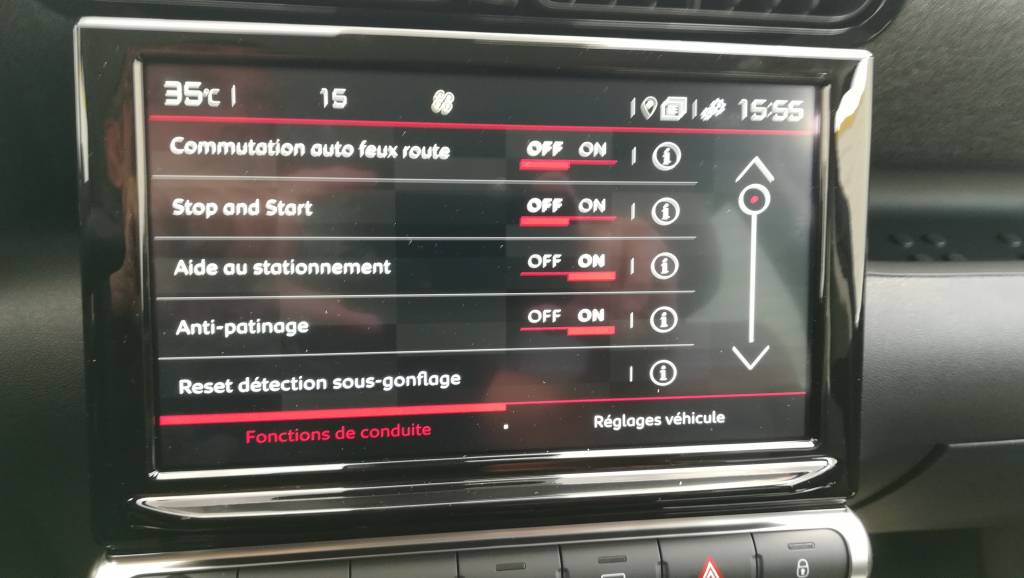 35°C 15 15:55
Commutation auto feux route OFF ON i
Stop and Start OFF ON i
Aide au stationnement OFF ON i
Anti-patinage OFF ON i
Reset détection sous-gonflage i
Fonctions de conduite Réglages véhicule